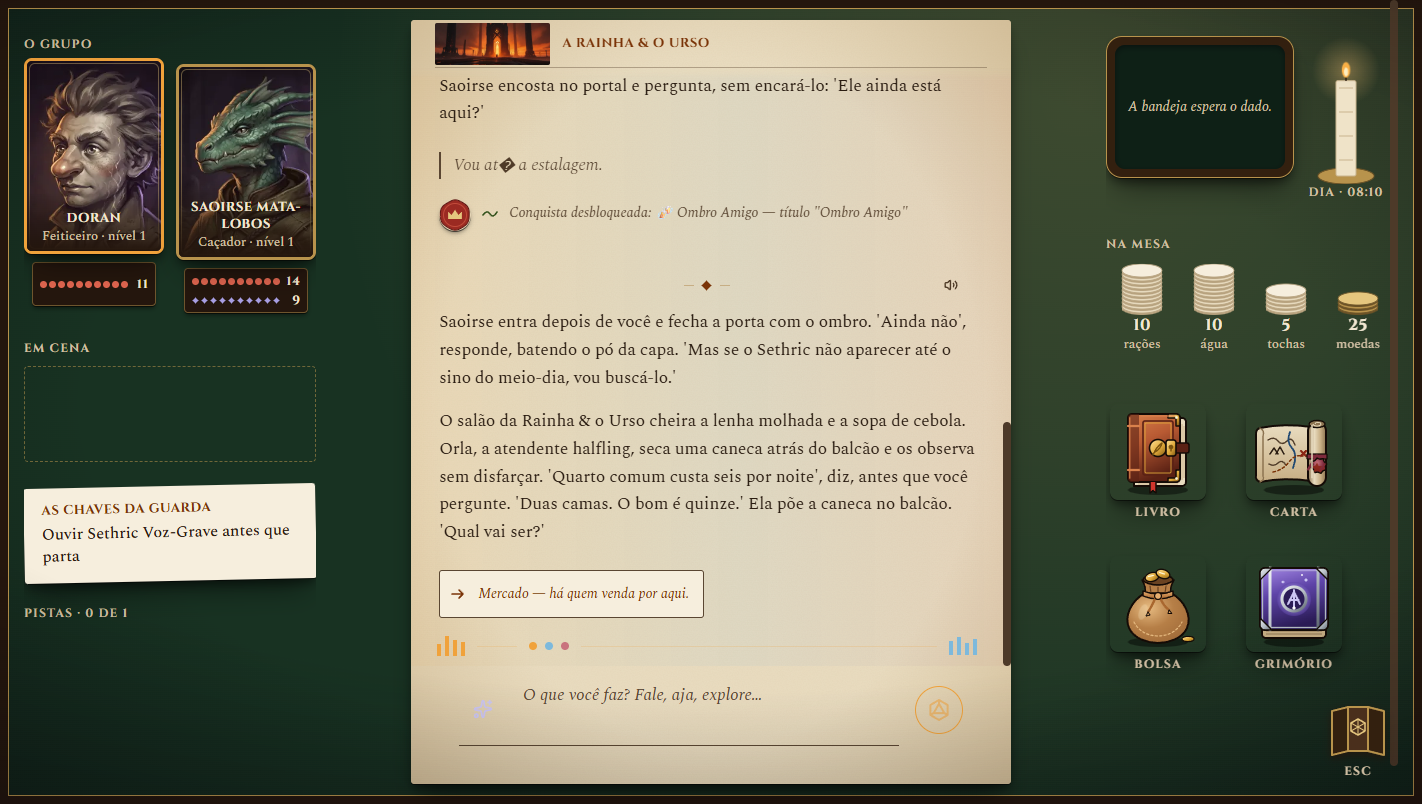 O GRUPO
DORAN
Feiticeiro · nível 1
11
SAOIRSE MATA-
LOBOS
Caçador · nível 1
14
9
EM CENA
AS CHAVES DA GUARDA
Ouvir Sethric Voz-Grave antes que
parta
PISTAS · 0 DE 1
A RAINHA & O URSO
Saoirse encosta no portal e pergunta, sem encará-lo: 'Ele ainda está
aqui?'
Vou at� a estalagem.
Conquista desbloqueada: Ombro Amigo — título "Ombro Amigo"
Saoirse entra depois de você e fecha a porta com o ombro. 'Ainda não',
responde, batendo o pó da capa. 'Mas se o Sethric não aparecer até o
sino do meio-dia, vou buscá-lo.'
O salão da Rainha & o Urso cheira a lenha molhada e a sopa de cebola.
Orla, a atendente halfling, seca uma caneca atrás do balcão e os observa
sem disfarçar. 'Quarto comum custa seis por noite', diz, antes que você
pergunte. 'Duas camas. O bom é quinze.' Ela põe a caneca no balcão.
'Qual vai ser?'
→ Mercado — há quem venda por aqui.
O que você faz? Fale, aja, explore...
A bandeja espera o dado.
DIA · 08:10
NA MESA
10
rações
10
água
5
tochas
25
moedas
LIVRO
CARTA
BOLSA
GRIMÓRIO
ESC